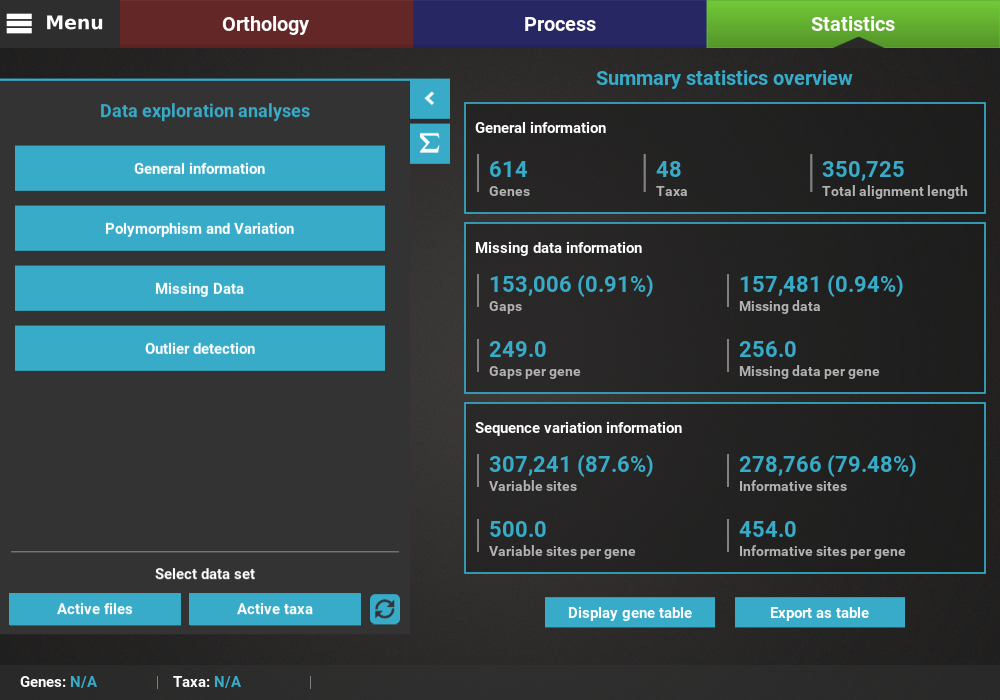 Menu
Orthology
Process
Statistics
Data exploration analyses
General information
Polymorphism and Variation
Missing Data
Outlier detection
Select data set
Active files
Active taxa
Σ
Summary statistics overview
General information
614
Genes
48
Taxa
350,725
Total alignment length
Missing data information
153,006 (0.91%)
Gaps
157,481 (0.94%)
Missing data
249.0
Gaps per gene
256.0
Missing data per gene
Sequence variation information
307,241 (87.6%)
Variable sites
278,766 (79.48%)
Informative sites
500.0
Variable sites per gene
454.0
Informative sites per gene
Display gene table
Export as table
Genes: N/A
Taxa: N/A